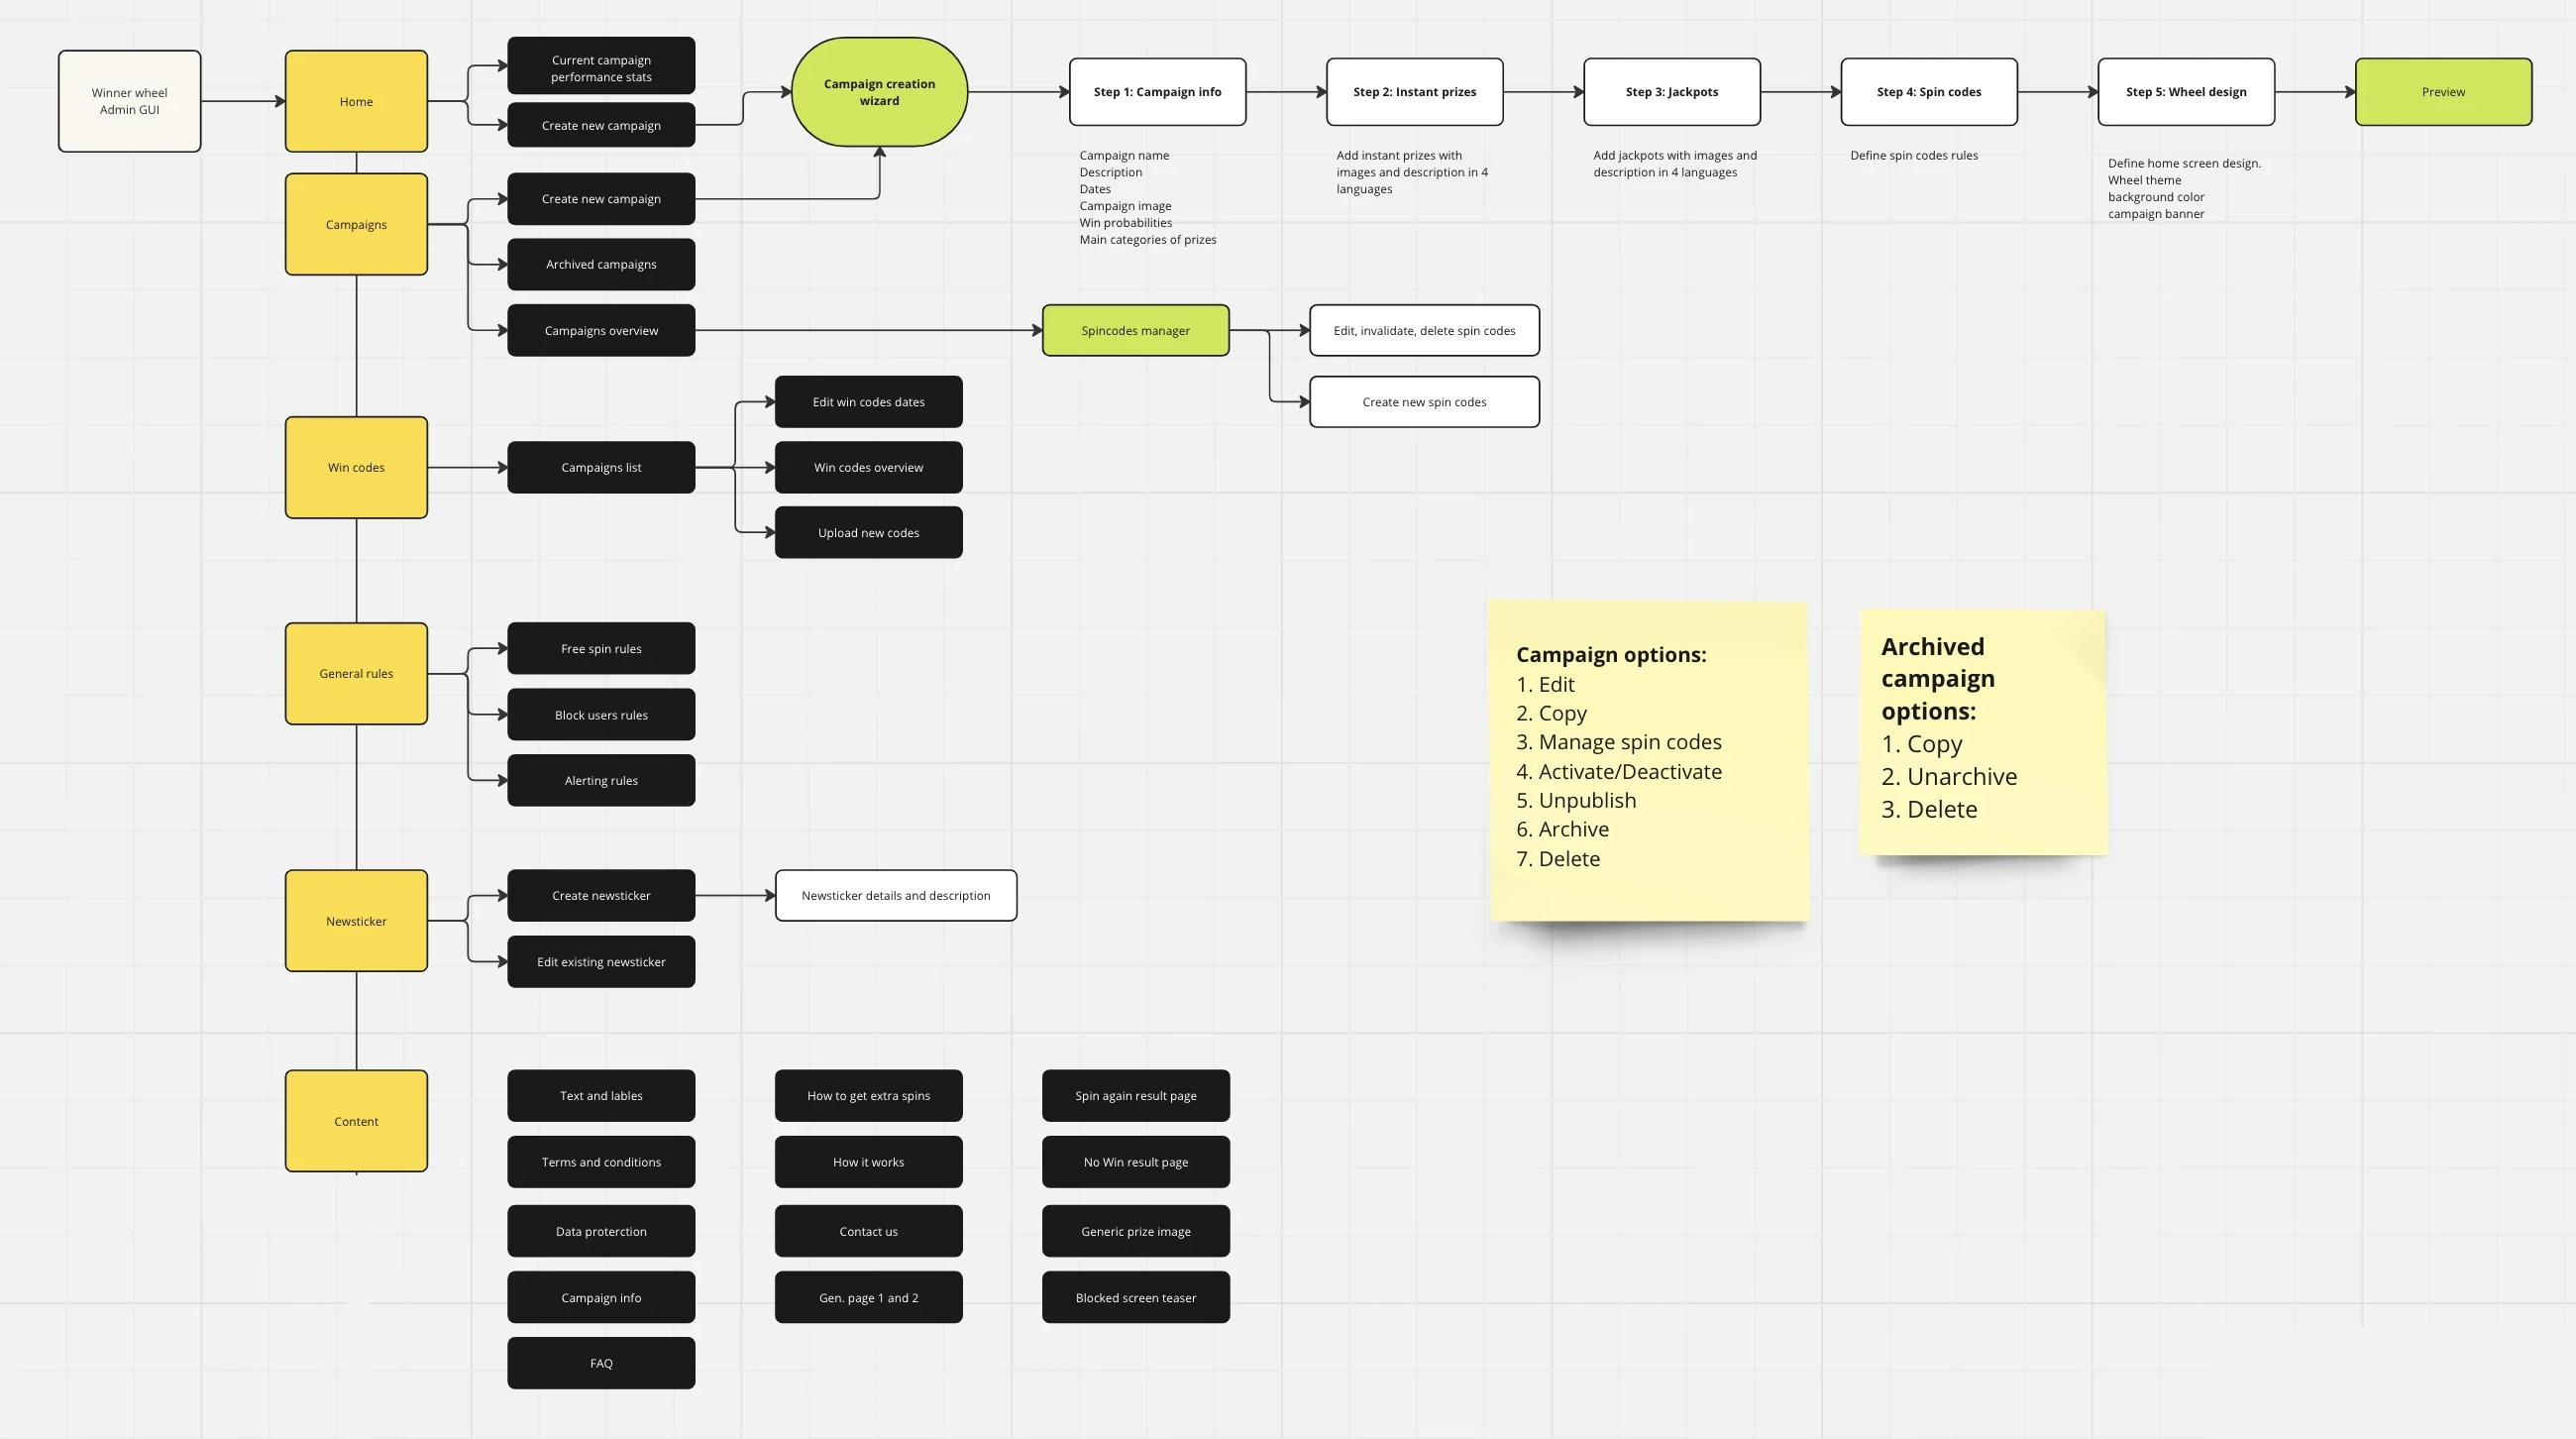 Winner wheel
Admin GUI
Home
Current campaign
performance stats
Create new campaign
Campaign creation
wizard
Step 1: Campaign info
Campaign name
Description
Dates
Campaign image
Win probabilities
Main categories of prizes
Step 2: Instant prizes
Add instant prizes with
images and description in 4
languages
Step 3: Jackpots
Add jackpots with images and
description in 4 languages
Step 4: Spin codes
Define spin codes rules
Step 5: Wheel design
Define home screen design.
Wheel theme
background color
campaign banner
Preview
Campaigns
Create new campaign
Archived campaigns
Campaigns overview
Spincodes manager
Edit, invalidate, delete spin codes
Create new spin codes
Win codes
Campaigns list
Edit win codes dates
Win codes overview
Upload new codes
General rules
Free spin rules
Block users rules
Alerting rules
Campaign options:
1. Edit
2. Copy
3. Manage spin codes
4. Activate/Deactivate
5. Unpublish
6. Archive
7. Delete
Archived
campaign
options:
1. Copy
2. Unarchive
3. Delete
Newsticker
Create newsticker
Newsticker details and description
Edit existing newsticker
Content
Text and lables
Terms and conditions
Data proterction
Campaign info
FAQ
How to get extra spins
How it works
Contact us
Gen. page 1 and 2
Spin again result page
No Win result page
Generic prize image
Blocked screen teaser